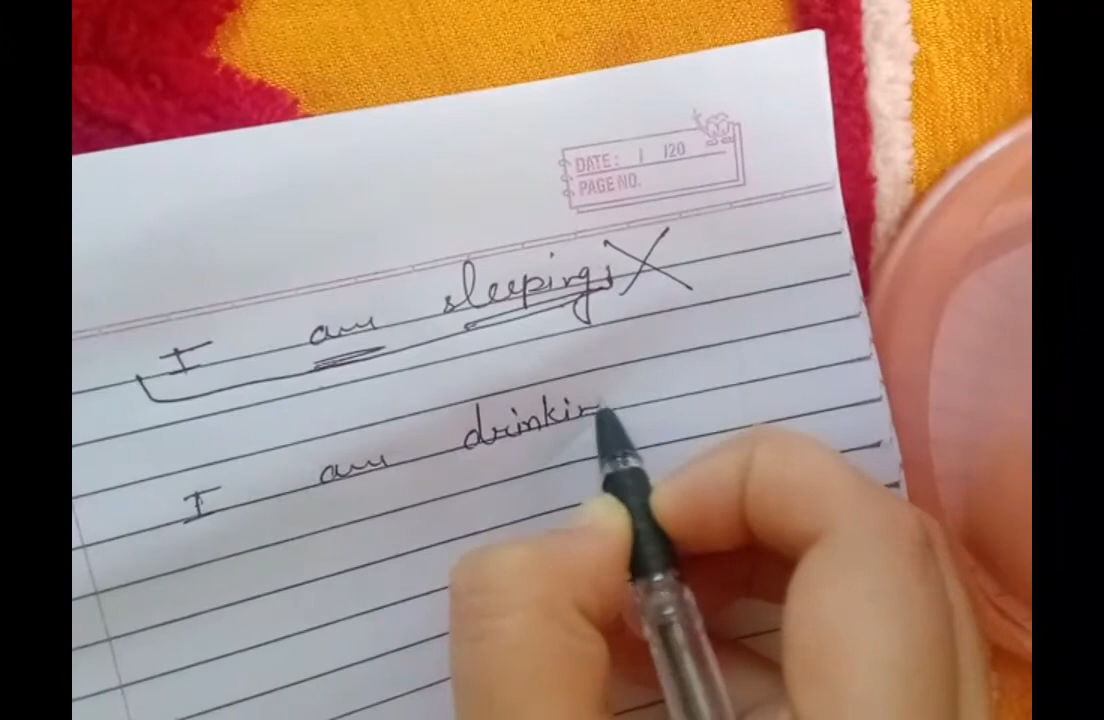 DATE: / /20
PAGE NO.
I am sleeping X
I am drinkin